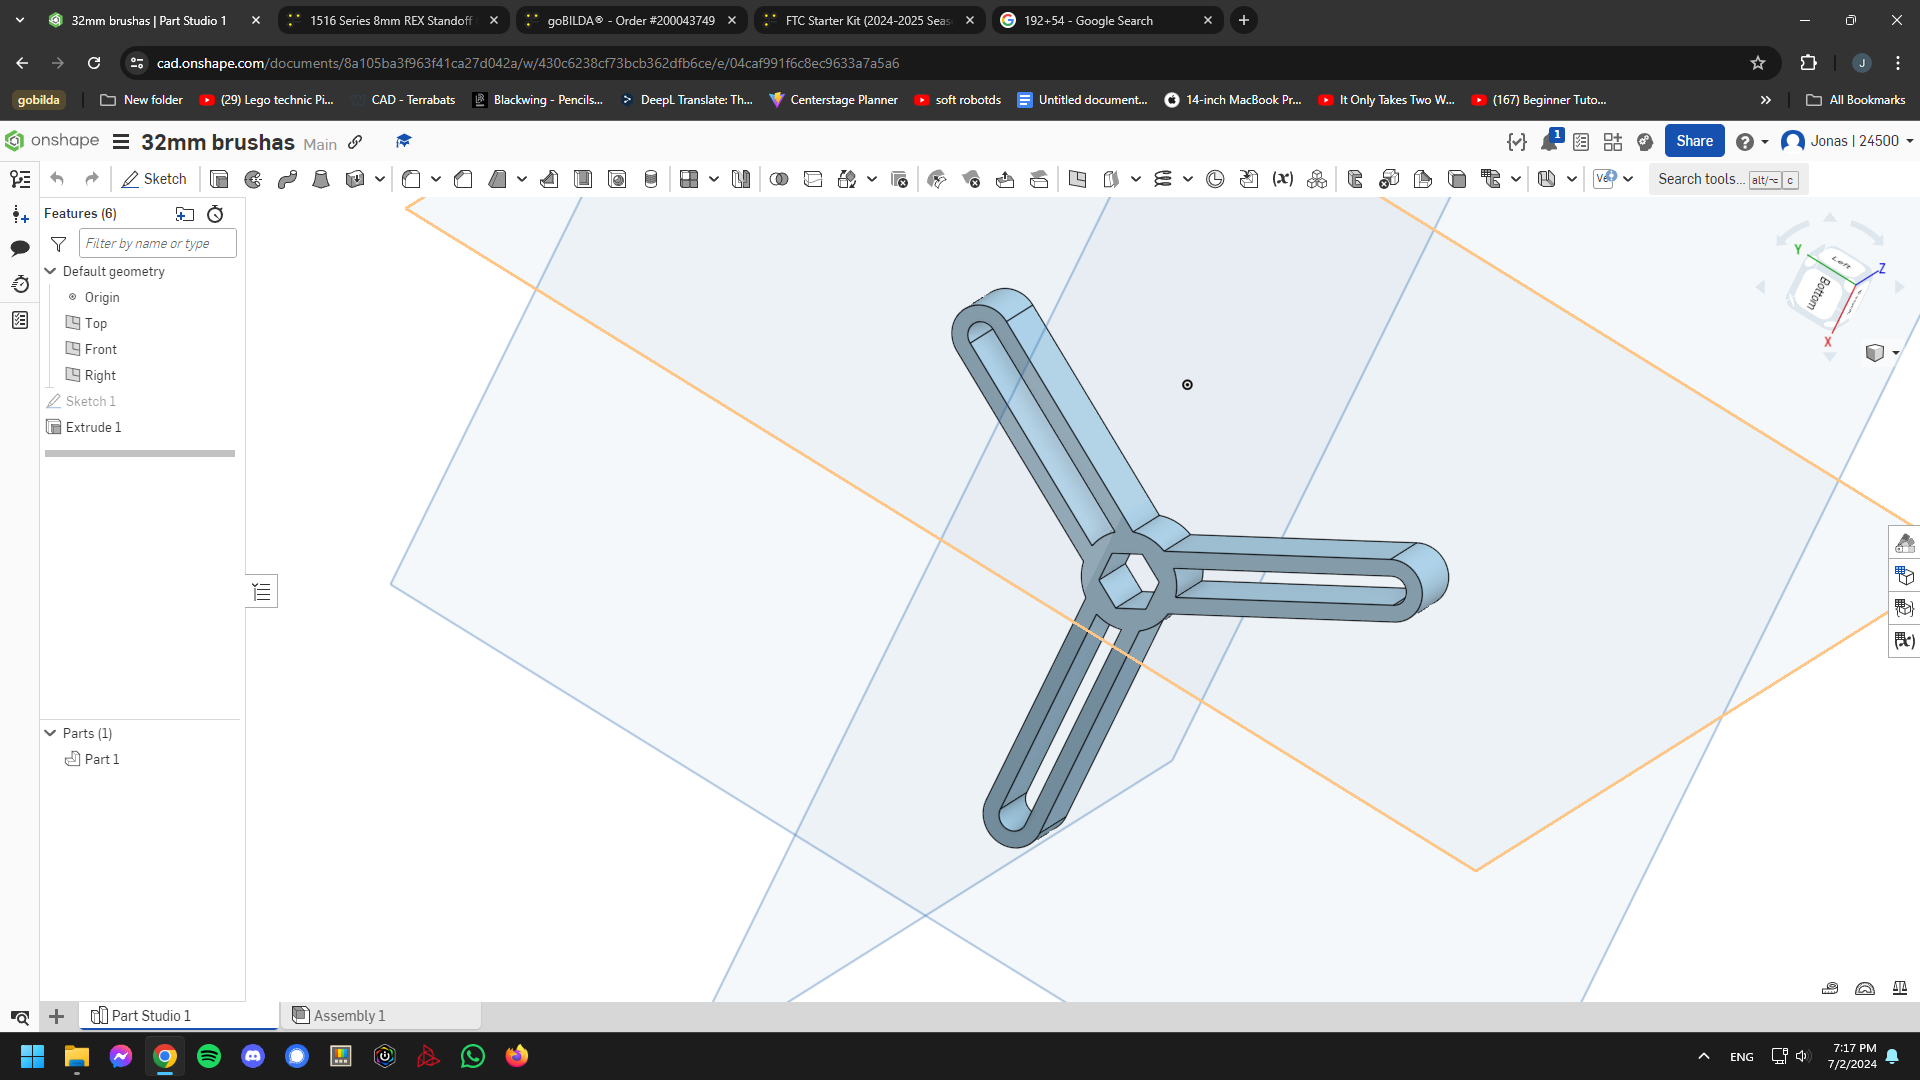 32mm brushas | Part Studio 1
1516 Series 8mm REX Standoff
goBILDA® - Order #200043749
FTC Starter Kit (2024-2025 Seas
192+54 - Google Search
cad.onshape.com/documents/8a105ba3f963f41ca27d042a/w/430c6238cf73bcb362dfb6ce/e/04caf991f6c8ec9633a7a5a6
J
gobilda
New folder
(29) Lego technic Pi...
CAD - Terrabats
Blackwing - Pencils...
DeepL Translate: Th...
Centerstage Planner
soft robotds
Untitled document...
14-inch MacBook Pr...
It Only Takes Two W...
(167) Beginner Tuto...
All Bookmarks
onshape
32mm brushas
Main
1
Share
Jonas | 24500
Sketch
Search tools...
alt/⌥
c
Features (6)
Filter by name or type
Default geometry
Origin
Top
Front
Right
Sketch 1
Extrude 1
Y
Left
Z
Bottom
X
Parts (1)
Part 1
Part Studio 1
Assembly 1
ENG
7:17 PM
7/2/2024